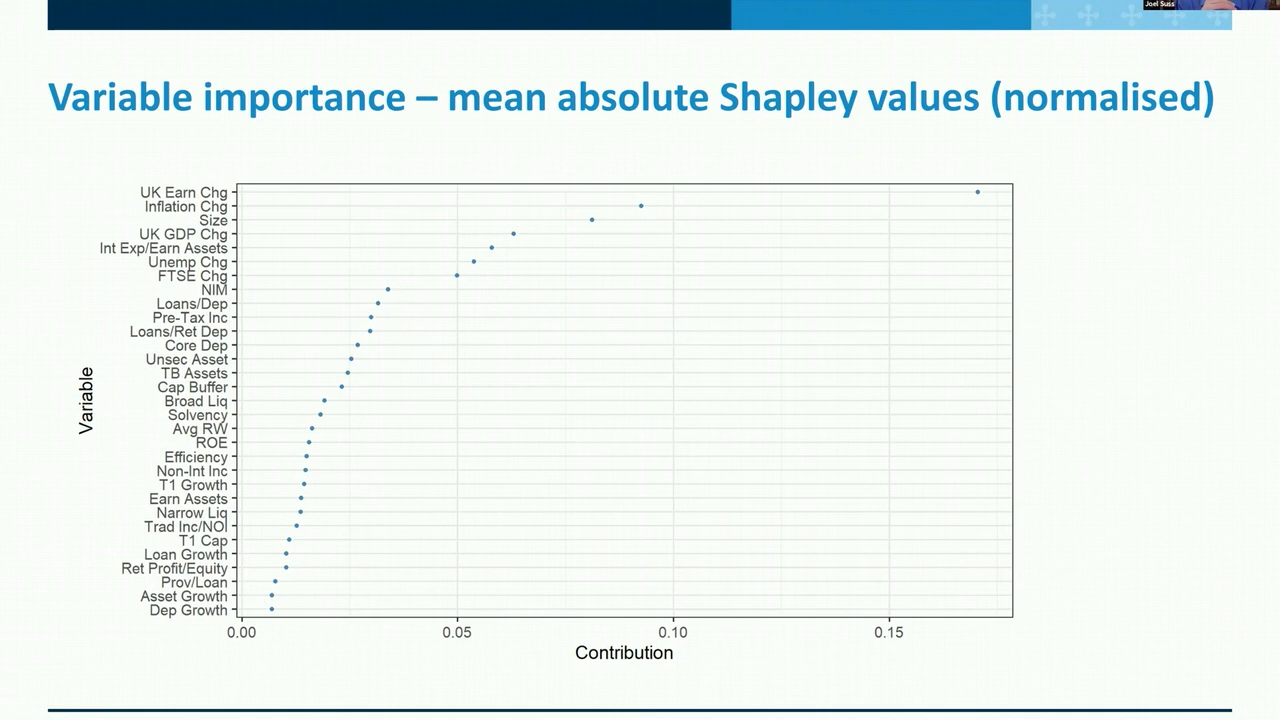 Joel Suss
Variable importance – mean absolute Shapley values (normalised)
UK Earn Chg
Inflation Chg
Size
UK GDP Chg
Int Exp/Earn Assets
Unemp Chg
FTSE Chg
NIM
Loans/Dep
Pre-Tax Inc
Loans/Ret Dep
Core Dep
Unsec Asset
TB Assets
Cap Buffer
Broad Liq
Solvency
Avg RW
ROE
Efficiency
Non-Int Inc
T1 Growth
Earn Assets
Narrow Liq
Trad Inc/NOI
T1 Cap
Loan Growth
Ret Profit/Equity
Prov/Loan
Asset Growth
Dep Growth
Variable
0.00 0.05 0.10 0.15
Contribution